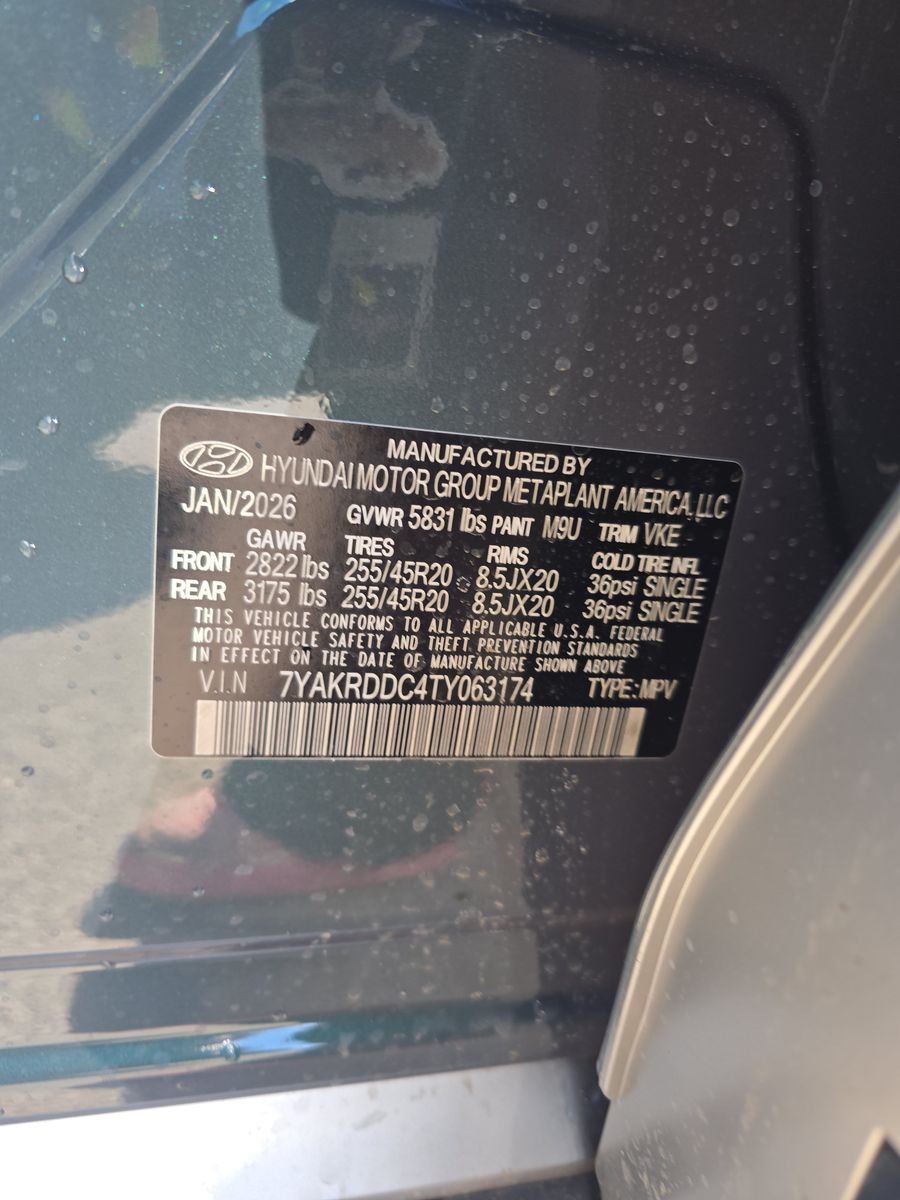 MANUFACTURED BY
HYUNDAI MOTOR GROUP METAPLANT AMERICA, LLC
JAN/2026 GVWR 5831 lbs PAINT M9U TRIM VKE
GAWR TIRES RIMS COLD TIRE INFL
FRONT 2822 lbs 255/45R20 8.5JX20 36psi SINGLE
REAR 3175 lbs 255/45R20 8.5JX20 36psi SINGLE
THIS VEHICLE CONFORMS TO ALL APPLICABLE U.S.A. FEDERAL
MOTOR VEHICLE SAFETY AND THEFT PREVENTION STANDARDS
IN EFFECT ON THE DATE OF MANUFACTURE SHOWN ABOVE
V.I.N 7YAKRDDC4TY063174 TYPE: MPV